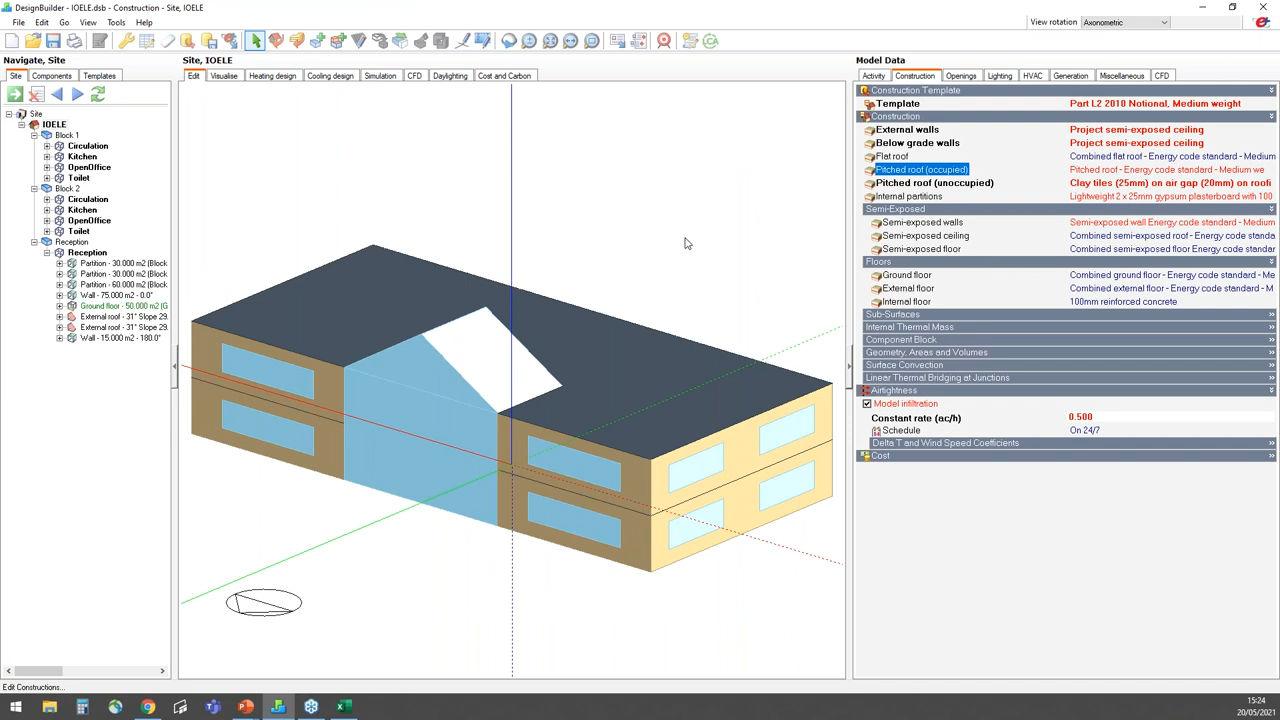 DesignBuilder - IOELE.dsb - Construction - Site, IOELE
File Edit Go View Tools Help
View rotation Axonometric
Navigate, Site
Site Components Templates
Site
IOELE
Block 1
Circulation
Kitchen
OpenOffice
Toilet
Block 2
Circulation
Kitchen
OpenOffice
Toilet
Reception
Reception
Partition - 30.000 m2 (Block
Partition - 30.000 m2 (Block
Partition - 60.000 m2 (Block
Wall - 75.000 m2 - 0.0°
Ground floor - 50.000 m2 (G
External roof - 31° Slope 29.
External roof - 31° Slope 29.
Wall - 15.000 m2 - 180.0°
Site, IOELE
Edit Visualise Heating design Cooling design Simulation CFD Daylighting Cost and Carbon
Model Data
Activity Construction Openings Lighting HVAC Generation Miscellaneous CFD
Construction Template
Template Part L2 2010 Notional, Medium weight
Construction
External walls Project semi-exposed ceiling
Below grade walls Project semi-exposed ceiling
Flat roof Combined flat roof - Energy code standard - Medium
Pitched roof (occupied) Pitched roof - Energy code standard - Medium we
Pitched roof (unoccupied) Clay tiles (25mm) on air gap (20mm) on roofi
Internal partitions Lightweight 2 x 25mm gypsum plasterboard with 100
Semi-Exposed
Semi-exposed walls Semi-exposed wall Energy code standard - Medium
Semi-exposed ceiling Combined semi-exposed roof - Energy code standa
Semi-exposed floor Combined semi-exposed floor Energy code standar
Floors
Ground floor Combined ground floor - Energy code standard - Me
External floor Combined external floor - Energy code standard - M
Internal floor 100mm reinforced concrete
Sub-Surfaces
Internal Thermal Mass
Component Block
Geometry, Areas and Volumes
Surface Convection
Linear Thermal Bridging at Junctions
Airtightness
Model infiltration
Constant rate (ac/h) 0.500
Schedule On 24/7
Delta T and Wind Speed Coefficients
Cost
Edit Constructions...
15:24
20/05/2021